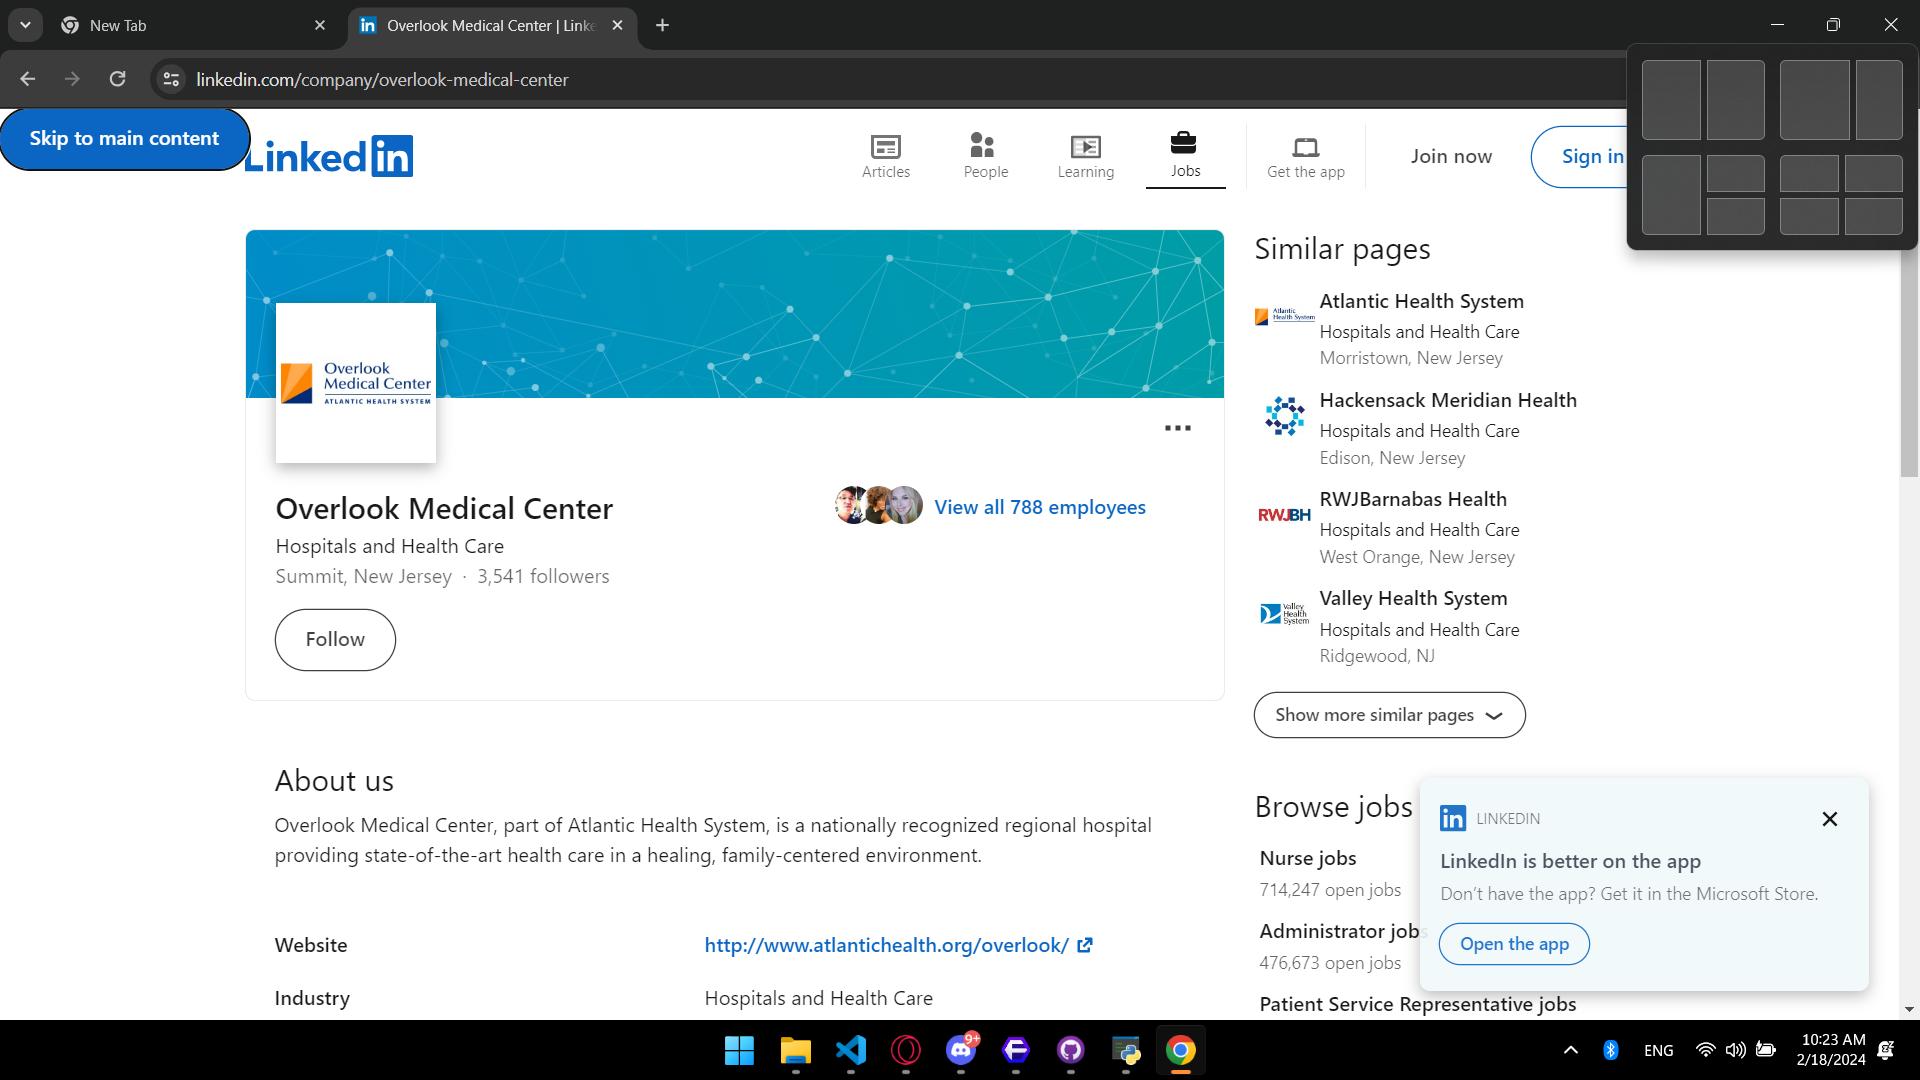 New Tab
Overlook Medical Center | Linke
linkedin.com/company/overlook-medical-center
Skip to main content
Linkedin
Articles
People
Learning
Jobs
Get the app
Join now
Sign in
Overlook
Medical Center
ATLANTIC HEALTH SYSTEM
Overlook Medical Center
Hospitals and Health Care
Summit, New Jersey · 3,541 followers
View all 788 employees
Follow
About us
Overlook Medical Center, part of Atlantic Health System, is a nationally recognized regional hospital
providing state-of-the-art health care in a healing, family-centered environment.
Website
http://www.atlantichealth.org/overlook/
Industry
Hospitals and Health Care
Similar pages
Atlantic
Health System
Atlantic Health System
Hospitals and Health Care
Morristown, New Jersey
Hackensack Meridian Health
Hospitals and Health Care
Edison, New Jersey
RWJBH
RWJBarnabas Health
Hospitals and Health Care
West Orange, New Jersey
Valley
Health
System
Valley Health System
Hospitals and Health Care
Ridgewood, NJ
Show more similar pages
Browse jobs
Nurse jobs
714,247 open jobs
Administrator jobs
476,673 open jobs
Patient Service Representative jobs
in LINKEDIN
LinkedIn is better on the app
Don't have the app? Get it in the Microsoft Store.
Open the app
9+
ENG
10:23 AM
2/18/2024